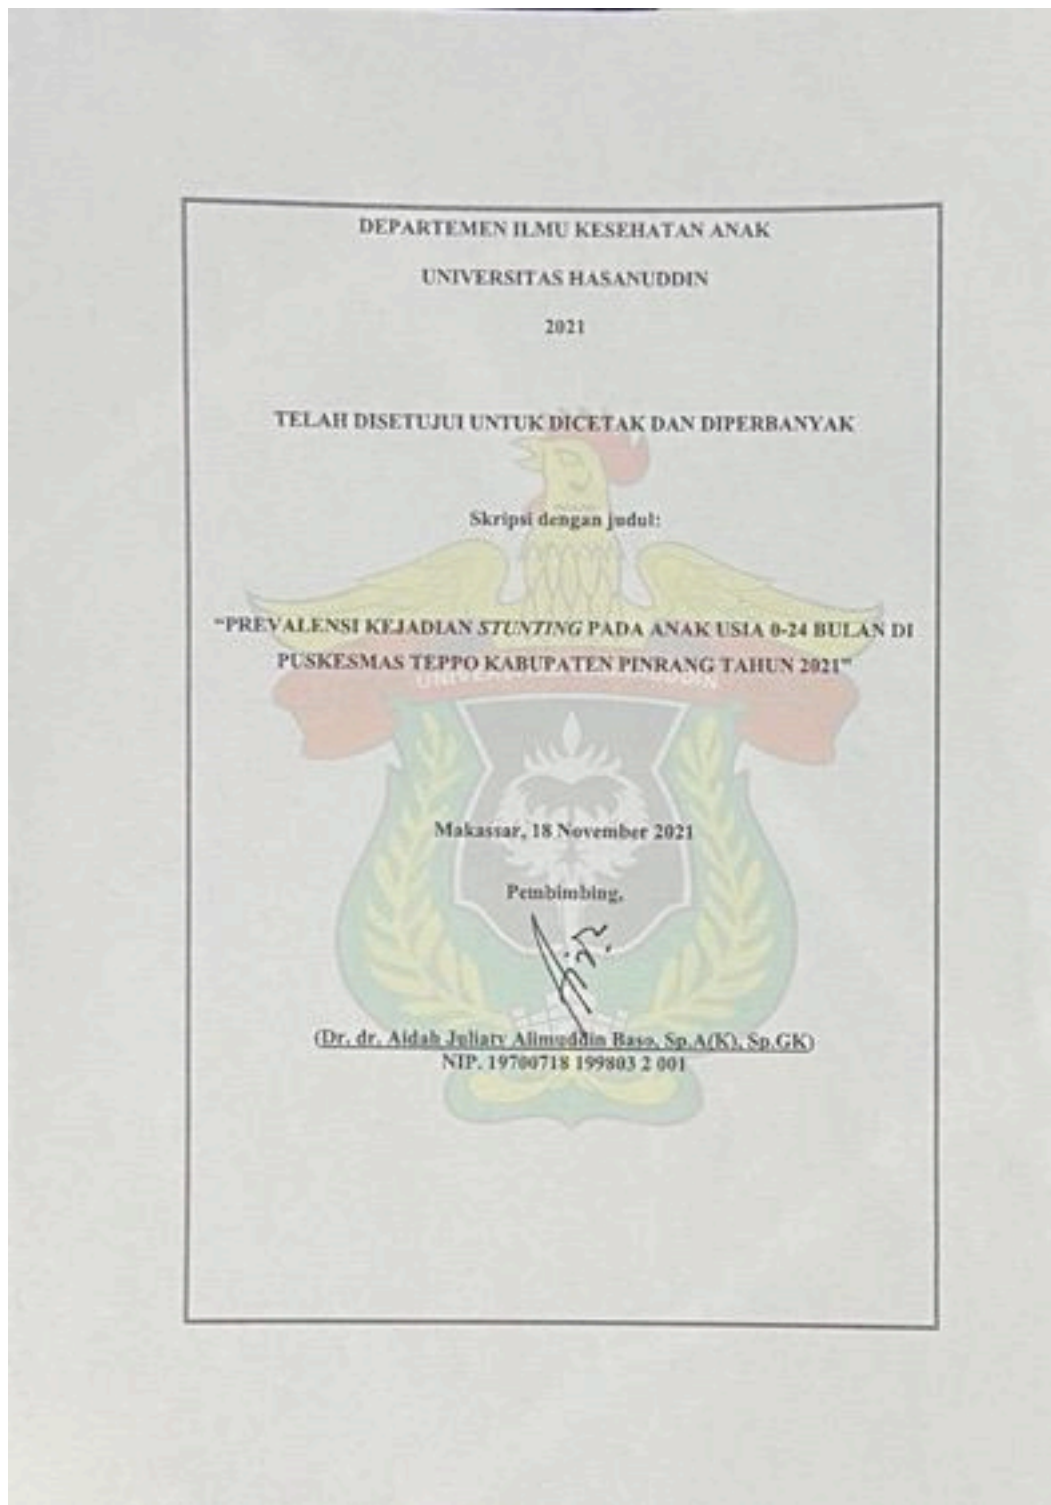 DEPARTEMEN ILMU KESEHATAN ANAK
UNIVERSITAS HASANUDDIN
2021
TELAH DISETUJUI UNTUK DICETAK DAN DIPERBANYAK
Skripsi dengan judul:
“PREVALENSI KEJADIAN STUNTING PADA ANAK USIA 0-24 BULAN DI
PUSKESMAS TEPPO KABUPATEN PINRANG TAHUN 2021”
Makassar, 18 November 2021
Pembimbing,
(Dr. dr. Aidah Juliaty Alimuddin Baso, Sp.A(K), Sp.GK)
NIP. 19700718 199803 2 001